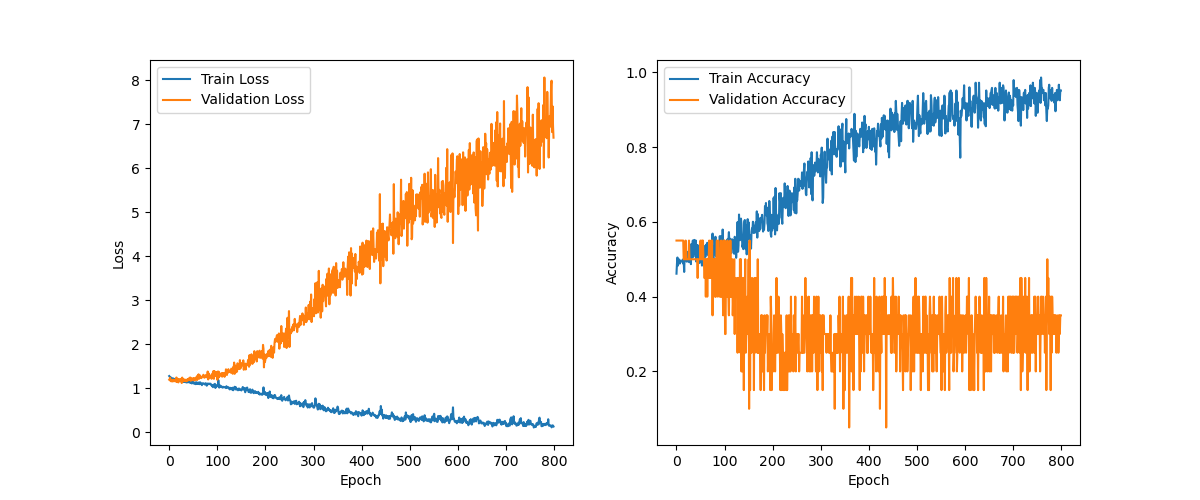 Train Loss
Validation Loss
Loss
8
7
6
5
4
3
2
1
0
0 100 200 300 400 500 600 700 800
Epoch
Train Accuracy
Validation Accuracy
Accuracy
1.0
0.8
0.6
0.4
0.2
0 100 200 300 400 500 600 700 800
Epoch